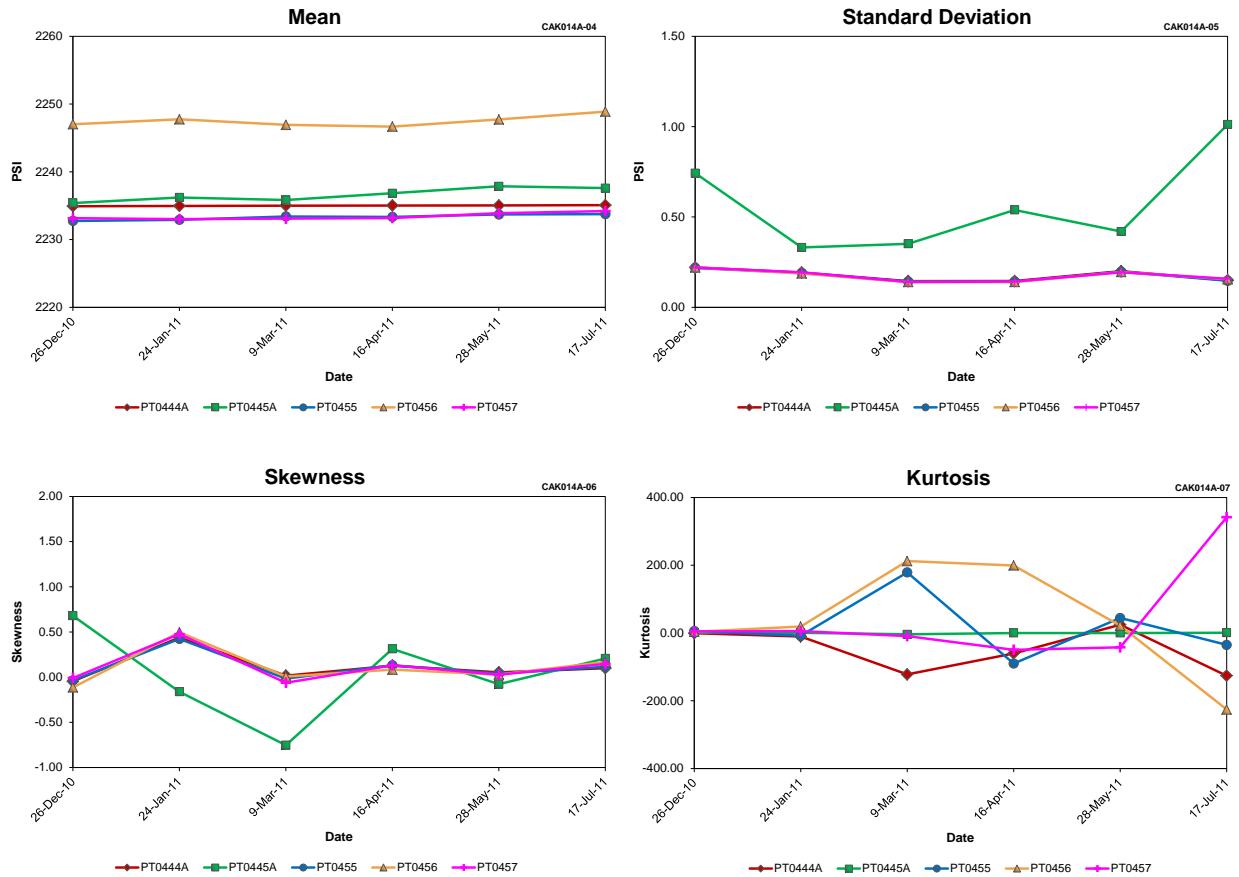 Mean
CAK014A-04
2260
2250
2240
2230
2220
PSI
26-Dec-10
24-Jan-11
9-Mar-11
16-Apr-11
28-May-11
17-Jul-11
Date
PT0444A PT0445A PT0455 PT0456 PT0457
Standard Deviation
CAK014A-05
1.50
1.00
0.50
0.00
PSI
26-Dec-10
24-Jan-11
9-Mar-11
16-Apr-11
28-May-11
17-Jul-11
Date
PT0444A PT0445A PT0455 PT0456 PT0457
Skewness
CAK014A-06
2.00
1.50
1.00
0.50
0.00
-0.50
-1.00
Skewness
26-Dec-10
24-Jan-11
9-Mar-11
16-Apr-11
28-May-11
17-Jul-11
Date
PT0444A PT0445A PT0455 PT0456 PT0457
Kurtosis
CAK014A-07
400.00
200.00
0.00
-200.00
-400.00
Kurtosis
26-Dec-10
24-Jan-11
9-Mar-11
16-Apr-11
28-May-11
17-Jul-11
Date
PT0444A PT0445A PT0455 PT0456 PT0457